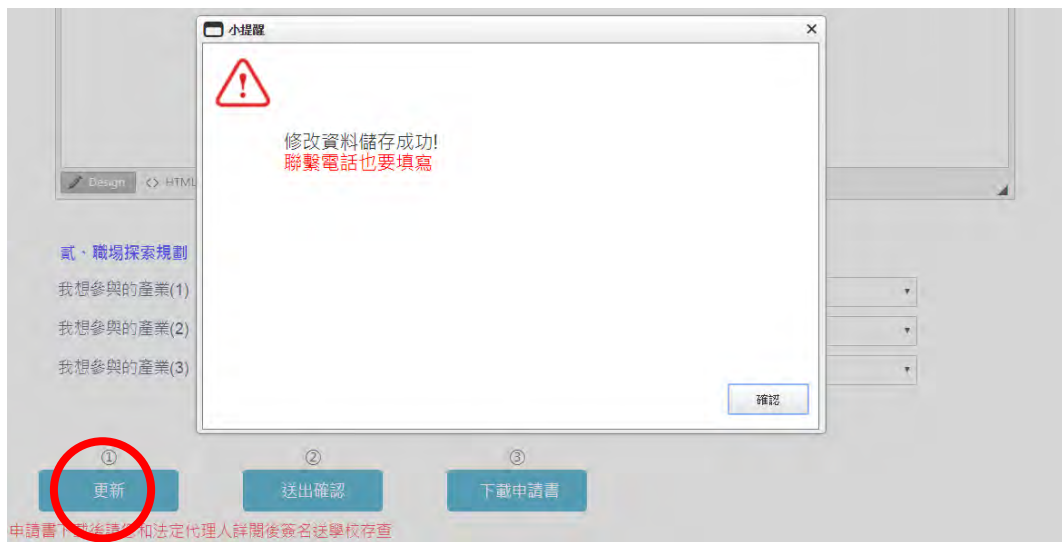 小提醒
×
修改資料儲存成功!
聯繫電話也要填寫
Design <> HTML
貳、職場探索規劃
我想參與的產業(1)
我想參與的產業(2)
我想參與的產業(3)
確認
① ② ③
更新 送出確認 下載申請書
申請書下載後請您和法定代理人詳閱後簽名送學校存查